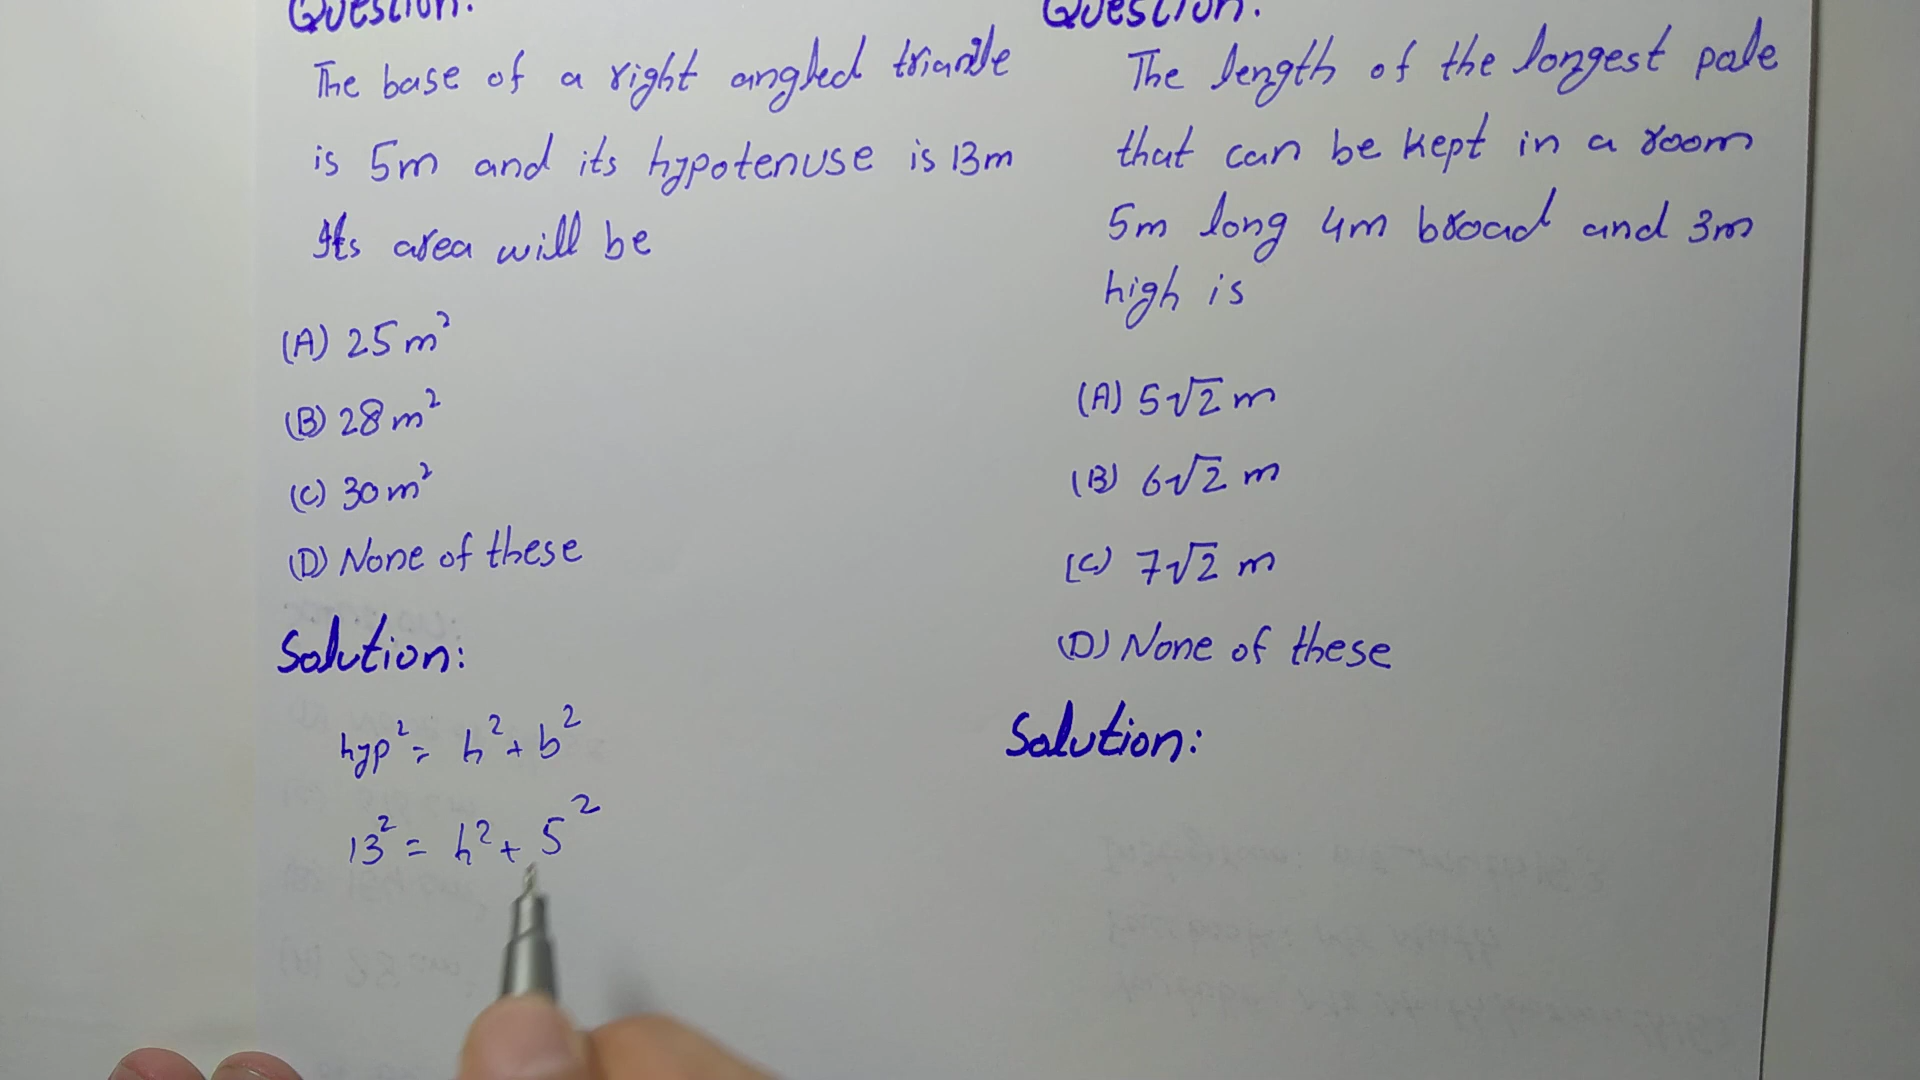 Question:
The base of a right angled triangle
is 5m and its hypotenuse is 13m
Its area will be
(A) 25 m²
(B) 28 m²
(C) 30 m²
(D) None of these
Solution:
hyp² = h² + b²
13² = h² + 5²
Question:
The length of the longest pole
that can be kept in a room
5m long 4m broad and 3m
high is
(A) 5√2 m
(B) 6√2 m
(C) 7√2 m
(D) None of these
Solution: